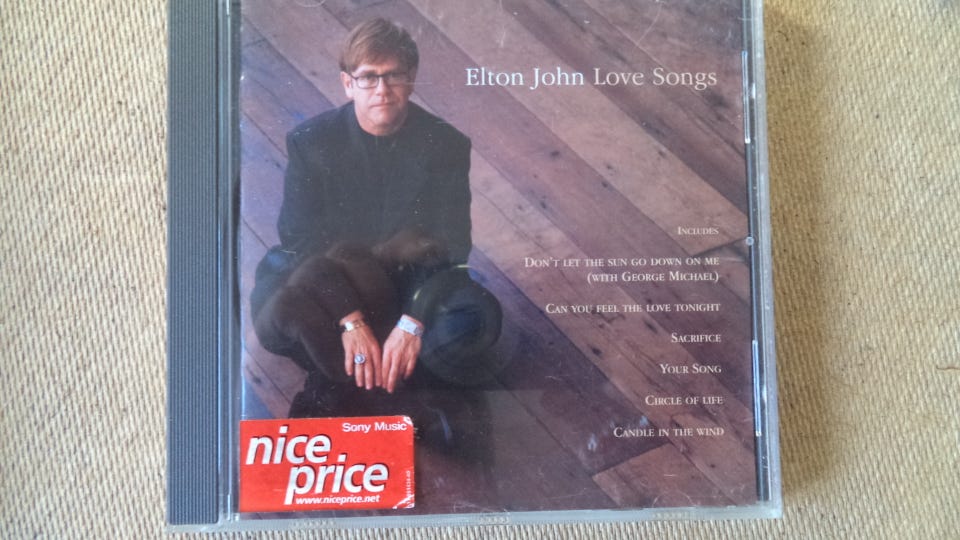 Elton John Love Songs
INCLUDES
DON'T LET THE SUN GO DOWN ON ME
(WITH GEORGE MICHAEL)
CAN YOU FEEL THE LOVE TONIGHT
SACRIFICE
YOUR SONG
CIRCLE OF LIFE
CANDLE IN THE WIND
Sony Music
nice
price
www.niceprice.net